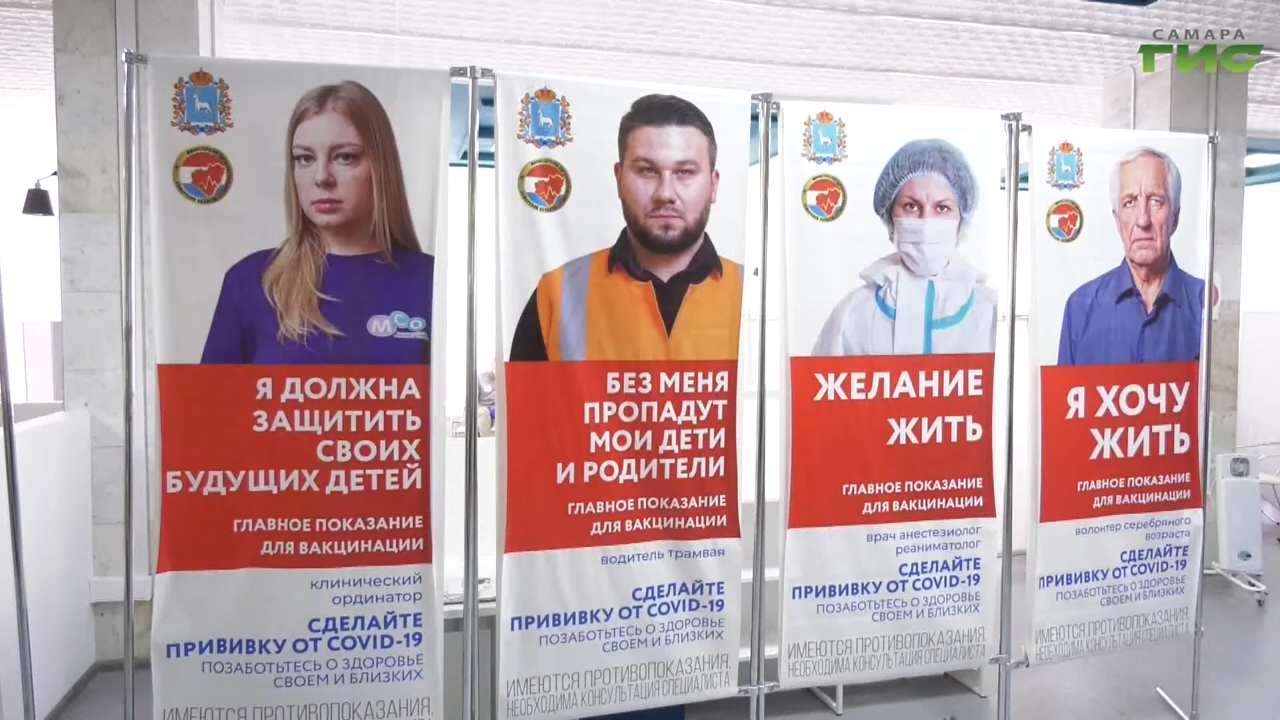 САМАРА
ГИС
МСО
Я ДОЛЖНА
ЗАЩИТИТЬ
СВОИХ
БУДУЩИХ ДЕТЕЙ
ГЛАВНОЕ ПОКАЗАНИЕ
ДЛЯ ВАКЦИНАЦИИ
клинический
ординатор
СДЕЛАЙТЕ
ПРИВИВКУ ОТ COVID-19
ПОЗАБОТЬТЕСЬ О ЗДОРОВЬЕ
СВОЕМ И БЛИЗКИХ
ИМЕЮТСЯ ПРОТИВОПОКАЗАНИЯ.
БЕЗ МЕНЯ
ПРОПАДУТ
МОИ ДЕТИ
И РОДИТЕЛИ
ГЛАВНОЕ ПОКАЗАНИЕ
ДЛЯ ВАКЦИНАЦИИ
водитель трамвая
СДЕЛАЙТЕ
ПРИВИВКУ ОТ COVID-19
ПОЗАБОТЬТЕСЬ О ЗДОРОВЬЕ
СВОЕМ И БЛИЗКИХ
ИМЕЮТСЯ ПРОТИВОПОКАЗАНИЯ.
НЕОБХОДИМА КОНСУЛЬТАЦИЯ СПЕЦИАЛИСТА
ЖЕЛАНИЕ
ЖИТЬ
ГЛАВНОЕ ПОКАЗАНИЕ
ДЛЯ ВАКЦИНАЦИИ
врач анестезиолог
реаниматолог
СДЕЛАЙТЕ
ПРИВИВКУ ОТ COVID-19
ПОЗАБОТЬТЕСЬ О ЗДОРОВЬЕ
СВОЕМ И БЛИЗКИХ
ИМЕЮТСЯ ПРОТИВОПОКАЗАНИЯ.
НЕОБХОДИМА КОНСУЛЬТАЦИЯ СПЕЦИАЛИСТА
Я ХОЧУ
ЖИТЬ
ГЛАВНОЕ ПОКАЗАНИЕ
ДЛЯ ВАКЦИНАЦИИ
волонтер серебряного
возраста
СДЕЛАЙТЕ
ПРИВИВКУ ОТ COVID-19
ПОЗАБОТЬТЕСЬ О ЗДОРОВЬЕ
СВОЕМ И БЛИЗКИХ
ИМЕЮТСЯ ПРОТИВОПОКАЗАНИЯ.
НЕОБХОДИМА КОНСУЛЬТАЦИЯ СПЕЦИАЛИСТА